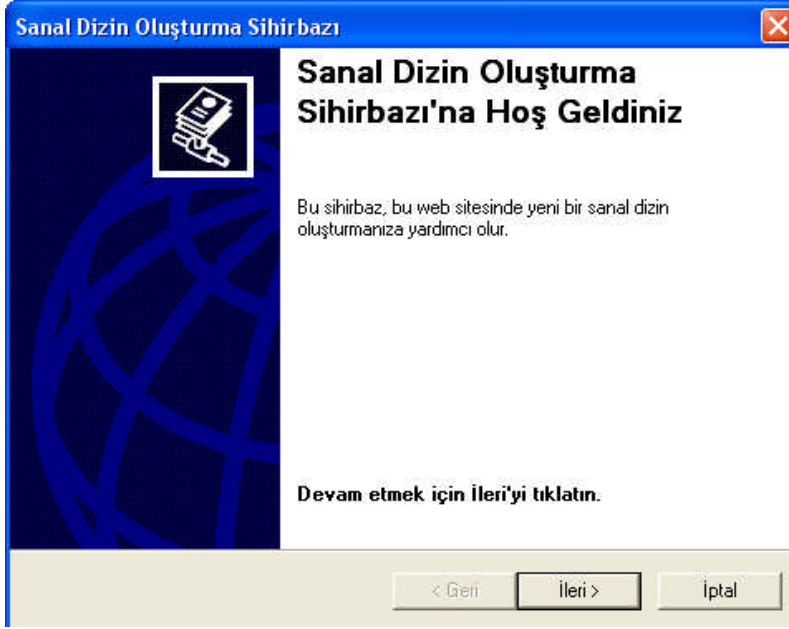 Sanal Dizin Oluşturma Sihirbazı
Sanal Dizin Oluşturma
Sihirbazı'na Hoş Geldiniz
Bu sihirbaz, bu web sitesinde yeni bir sanal dizin
oluşturmanıza yardımcı olur.
Devam etmek için İleri'yi tıklatın.
< Geri
İleri >
İptal